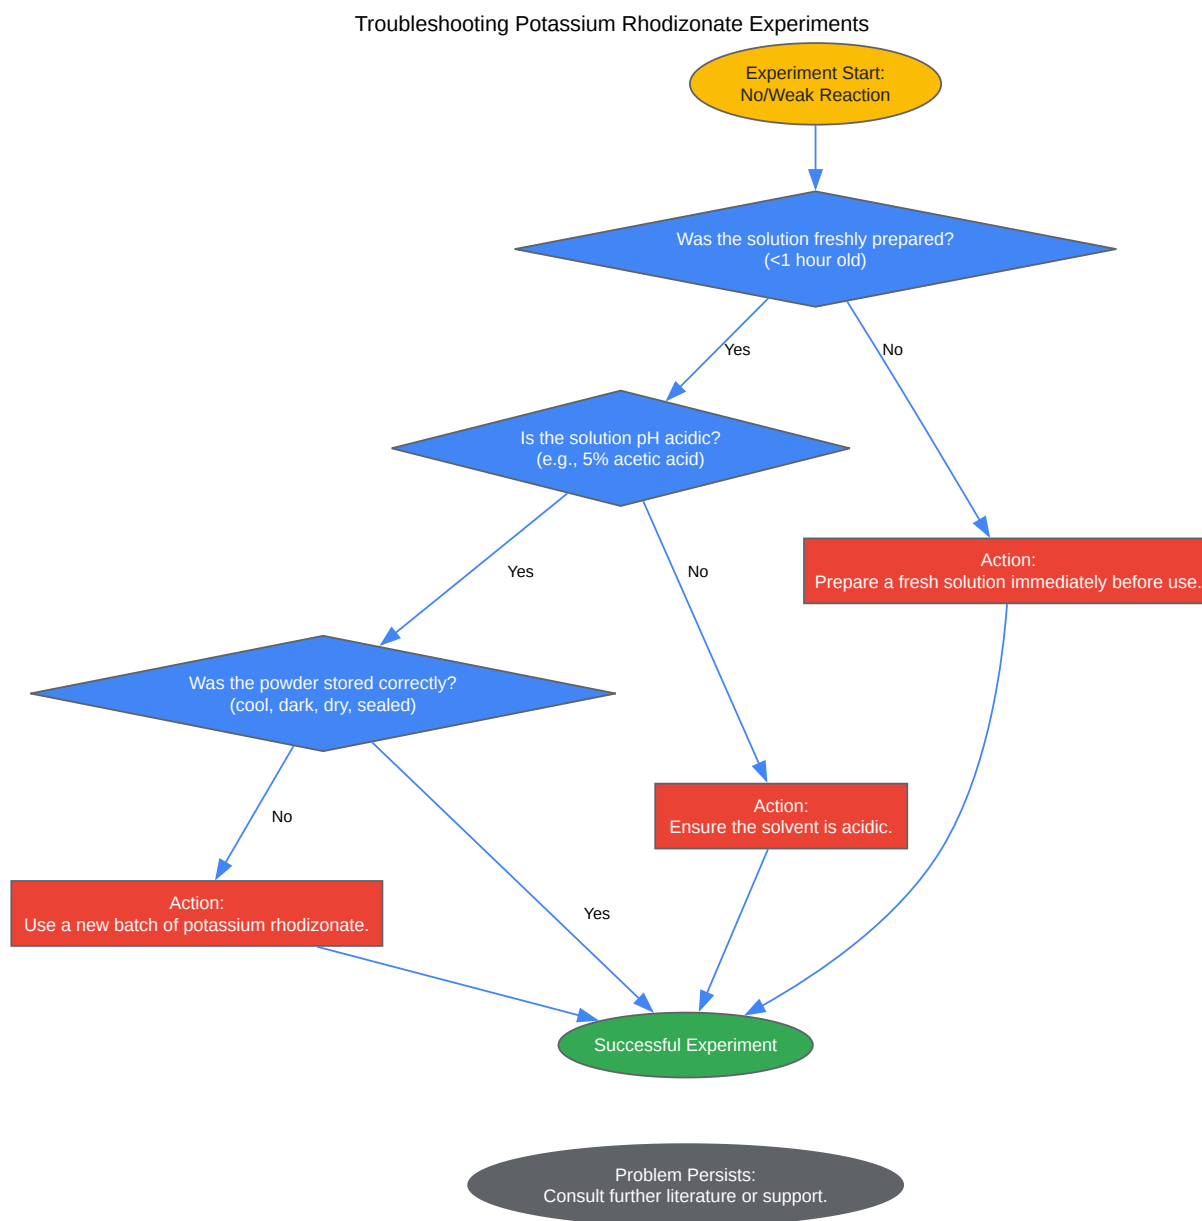 Troubleshooting Potassium Rhodizonate Experiments
Experiment Start:
No/Weak Reaction
Was the solution freshly prepared?
(<1 hour old)
Yes
No
Is the solution pH acidic?
(e.g., 5% acetic acid)
Yes
No
Action:
Prepare a fresh solution immediately before use.
Was the powder stored correctly?
(cool, dark, dry, sealed)
No
Yes
Action:
Ensure the solvent is acidic.
Action:
Use a new batch of potassium rhodizonate.
Successful Experiment
Problem Persists:
Consult further literature or support.